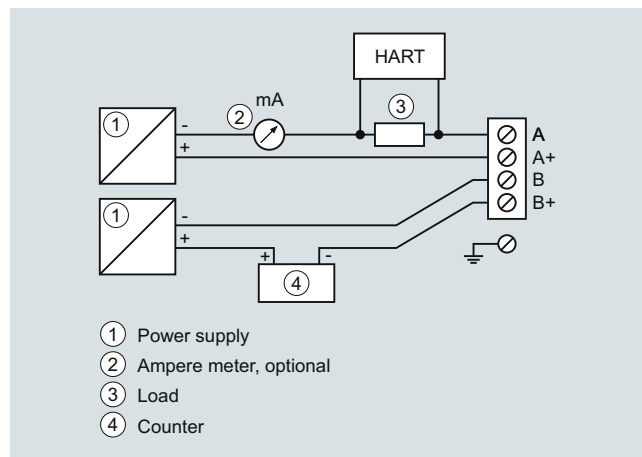 HART
mA
2
3
1
-
+
A
A+
B
B+
1
-
+
+
-
4
1 Power supply
2 Ampere meter, optional
3 Load
4 Counter